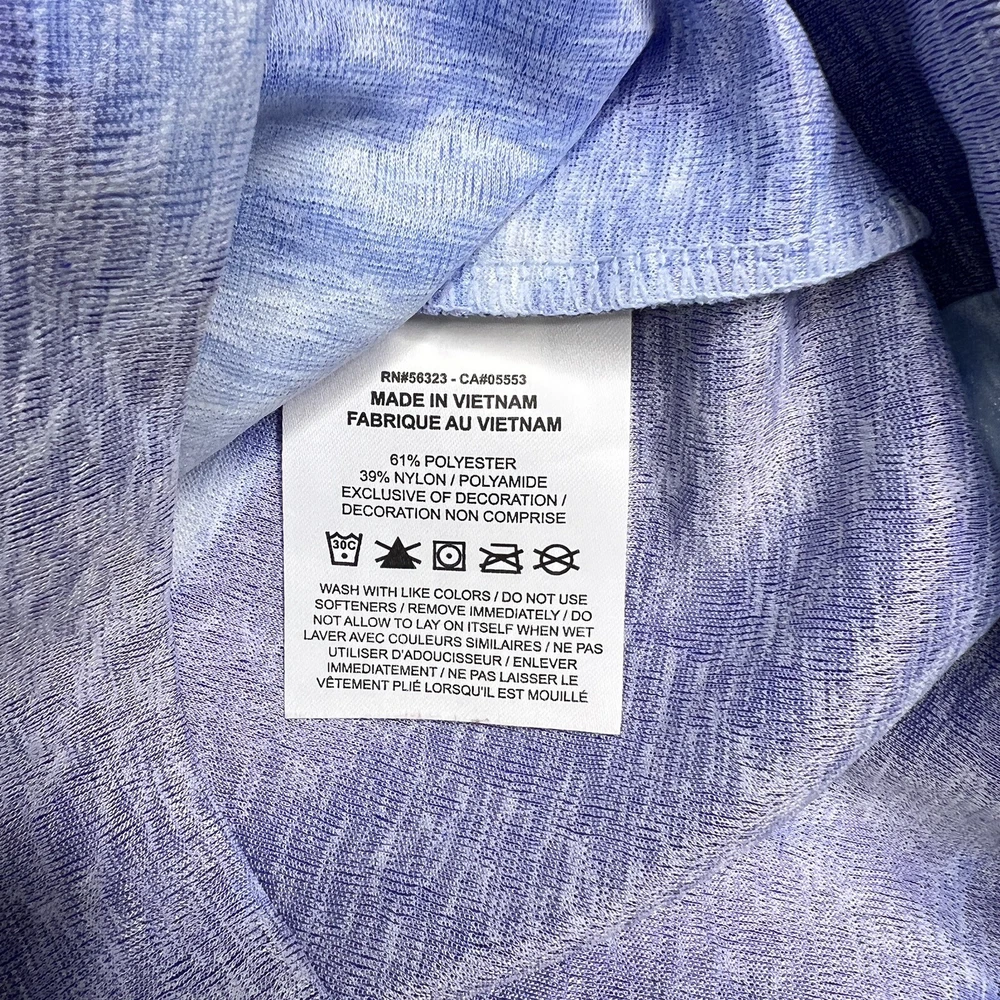 RN#56323 - CA#05553
MADE IN VIETNAM
FABRIQUE AU VIETNAM
61% POLYESTER
39% NYLON / POLYAMIDE
EXCLUSIVE OF DECORATION /
DECORATION NON COMPRISE
30C
WASH WITH LIKE COLORS / DO NOT USE
SOFTENERS / REMOVE IMMEDIATELY / DO
NOT ALLOW TO LAY ON ITSELF WHEN WET
LAVER AVEC COULEURS SIMILAIRES / NE PAS
UTILISER D'ADOUCISSEUR / ENLEVER
IMMEDIATEMENT / NE PAS LAISSER LE
VÊTEMENT PLIÉ LORSQU'IL EST MOUILLÉ